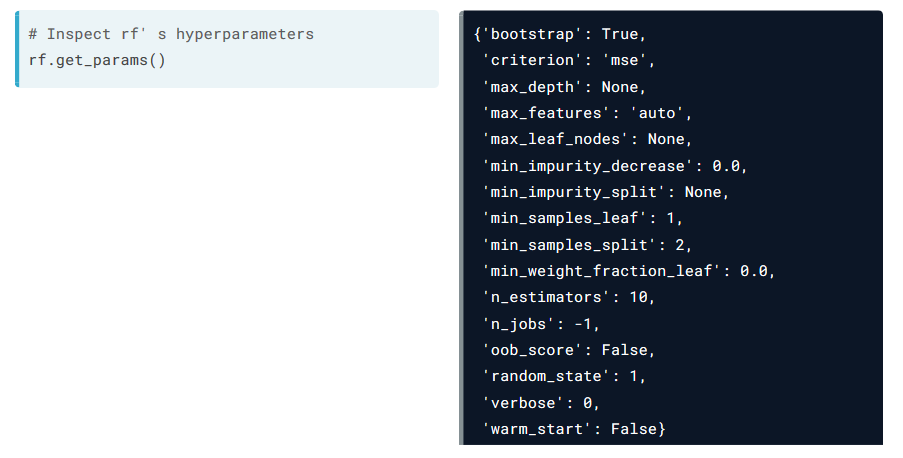 # Inspect rf' s hyperparameters
rf.get_params()
{'bootstrap': True,
'criterion': 'mse',
'max_depth': None,
'max_features': 'auto',
'max_leaf_nodes': None,
'min_impurity_decrease': 0.0,
'min_impurity_split': None,
'min_samples_leaf': 1,
'min_samples_split': 2,
'min_weight_fraction_leaf': 0.0,
'n_estimators': 10,
'n_jobs': -1,
'oob_score': False,
'random_state': 1,
'verbose': 0,
'warm_start': False}